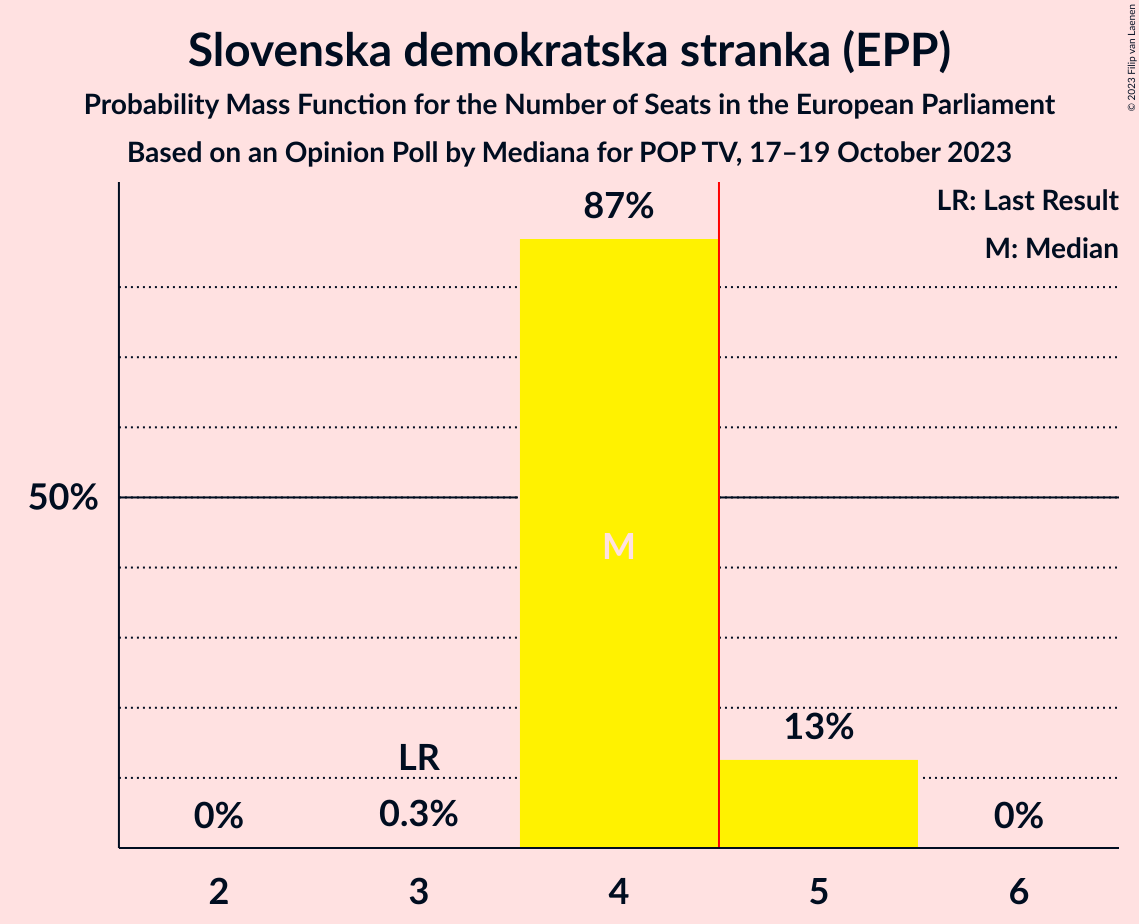 Slovenska demokratska stranka (EPP)
Probability Mass Function for the Number of Seats in the European Parliament
Based on an Opinion Poll by Mediana for POP TV, 17–19 October 2023
© 2023 Filip van Laenen
LR: Last Result
M: Median
87%
50%
M
13%
LR
0%
0.3%
0%
2
3
4
5
6